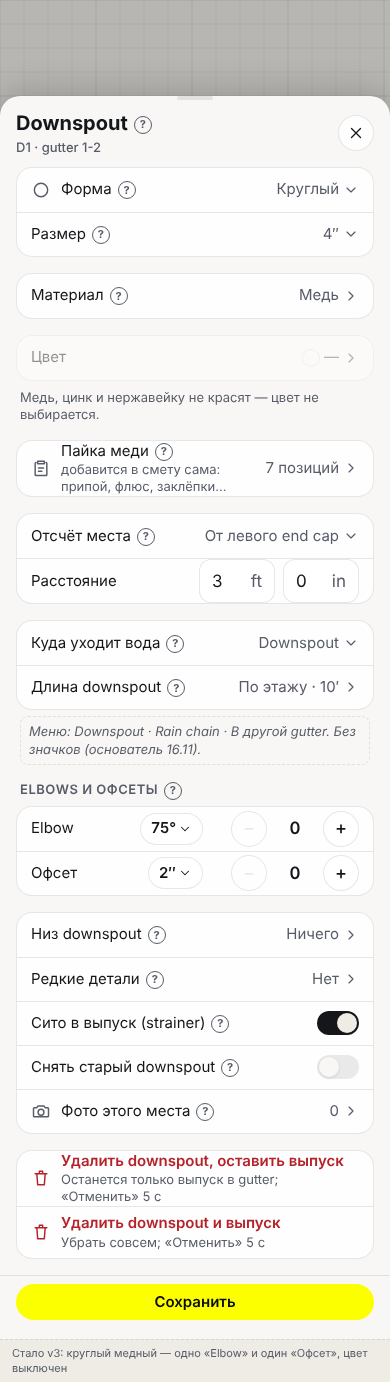 Downspout ?
D1 · gutter 1-2
Форма ? Круглый
Размер ? 4″
Материал ? Медь
Цвет —
Медь, цинк и нержавейку не красят — цвет не
выбирается.
Пайка меди ?
добавится в смету сама:
припой, флюс, заклёпки...
7 позиций
Отсчёт места ? От левого end cap
Расстояние 3 ft 0 in
Куда уходит вода ? Downspout
Длина downspout ? По этажу · 10′
Меню: Downspout · Rain chain · В другой gutter. Без
значков (основатель 16.11).
ELBOWS И ОФСЕТЫ ?
Elbow 75° − 0 +
Офсет 2″ − 0 +
Низ downspout ? Ничего
Редкие детали ? Нет
Сито в выпуск (strainer) ?
Снять старый downspout ?
Фото этого места ? 0
Удалить downspout, оставить выпуск
Останется только выпуск в gutter;
«Отменить» 5 с
Удалить downspout и выпуск
Убрать совсем; «Отменить» 5 с
Сохранить
Стало v3: круглый медный — одно «Elbow» и один «Офсет», цвет
выключен